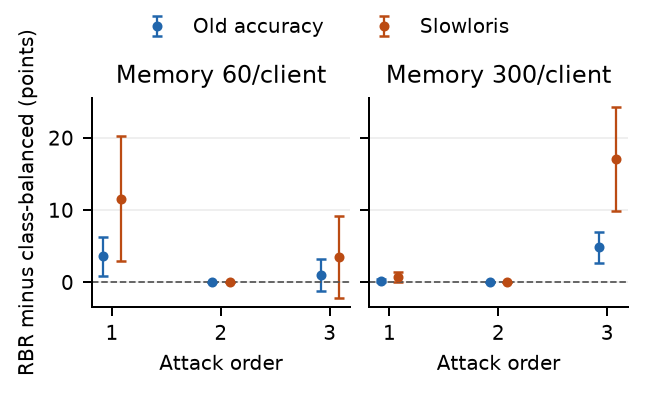 Old accuracy Slowloris
Memory 60/client Memory 300/client
RBR minus class-balanced (points)
20
10
0
1 2 3 1 2 3
Attack order Attack order